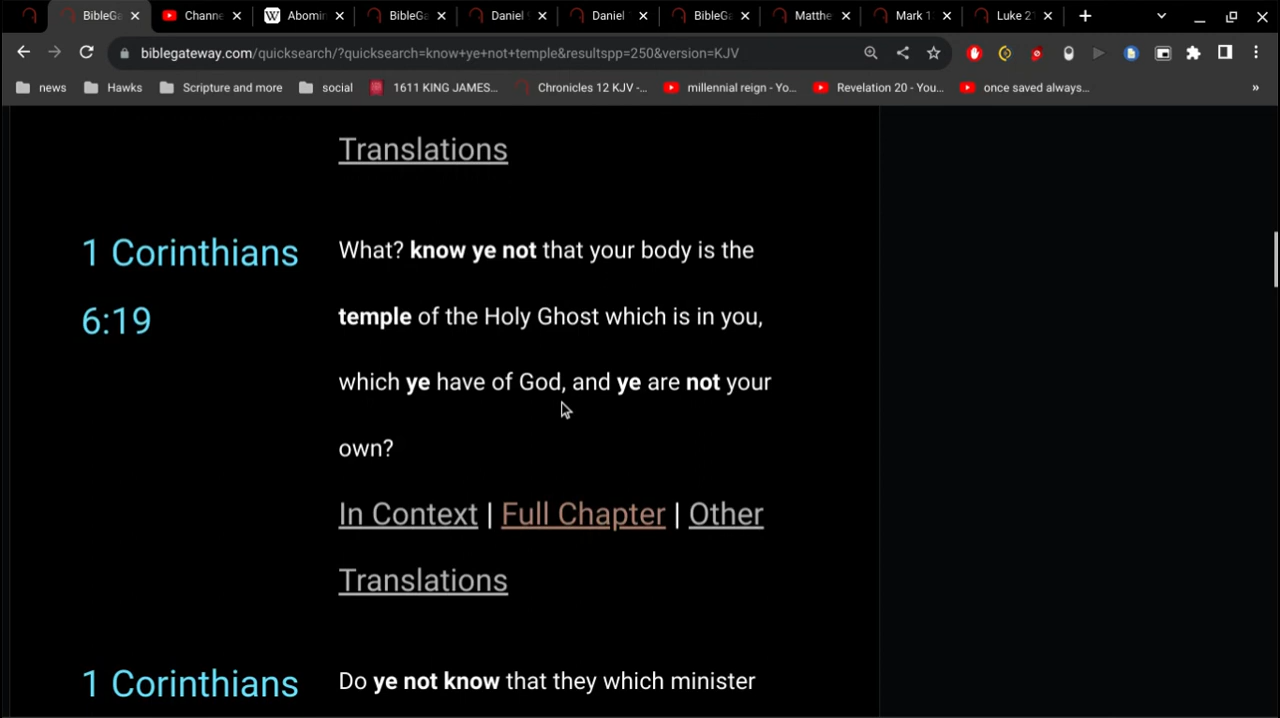 BibleGa
Channe
W Abomin
BibleGa
Daniel 9
Daniel
BibleGa
Matthe
Mark 1
Luke 21
biblegateway.com/quicksearch/?quicksearch=know+ye+not+temple&resultspp=250&version=KJV
news
Hawks
Scripture and more
social
1611 KING JAMES...
Chronicles 12 KJV -...
millennial reign - Yo...
Revelation 20 - You...
once saved always...
»
Translations
1 Corinthians
6:19
What? know ye not that your body is the
temple of the Holy Ghost which is in you,
which ye have of God, and ye are not your
own?
In Context | Full Chapter | Other
Translations
1 Corinthians
Do ye not know that they which minister